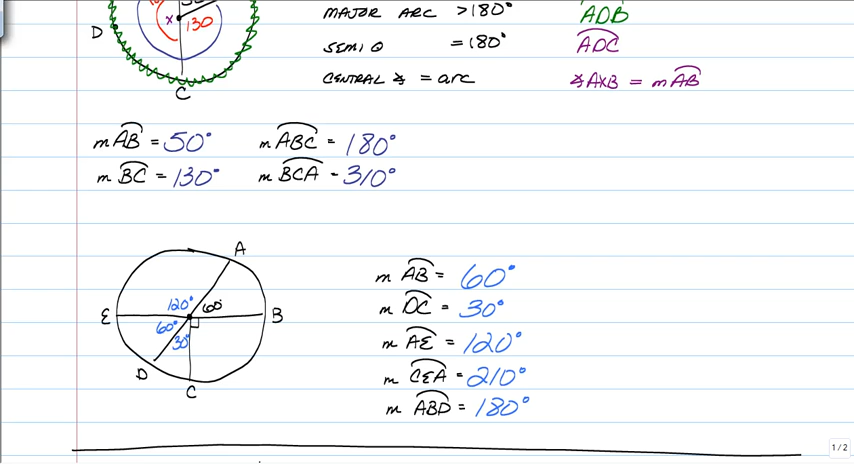 MAJOR ARC >180° ADB
D X 130 SEMI ⊙ =180° ADC
C CENTRAL ∡ = arc ∡AXB = mAB
mAB = 50° mABC = 180°
mBC = 130° mBCA = 310°
A
120° 60°
E B
60°
30°
D
C
mAB = 60°
mDC = 30°
mAE = 120°
mCEA = 210°
mABD = 180°
1/2